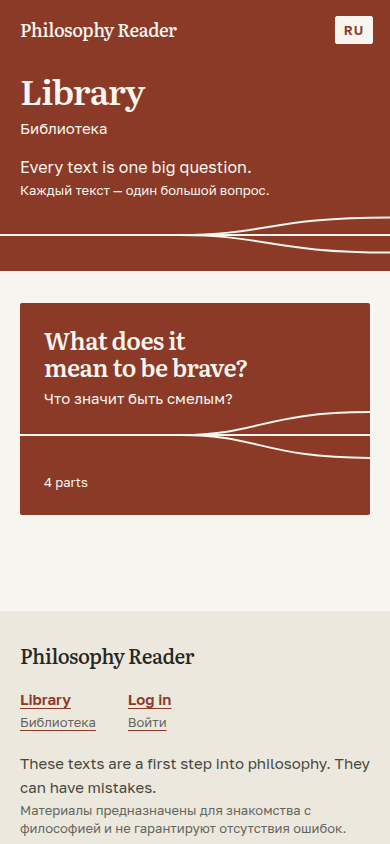 Philosophy Reader
RU
Library
Библиотека
Every text is one big question.
Каждый текст — один большой вопрос.
What does it
mean to be brave?
Что значит быть смелым?
4 parts
Philosophy Reader
Library
Log in
Библиотека
Войти
These texts are a first step into philosophy. They
can have mistakes.
Материалы предназначены для знакомства с
философией и не гарантируют отсутствия ошибок.